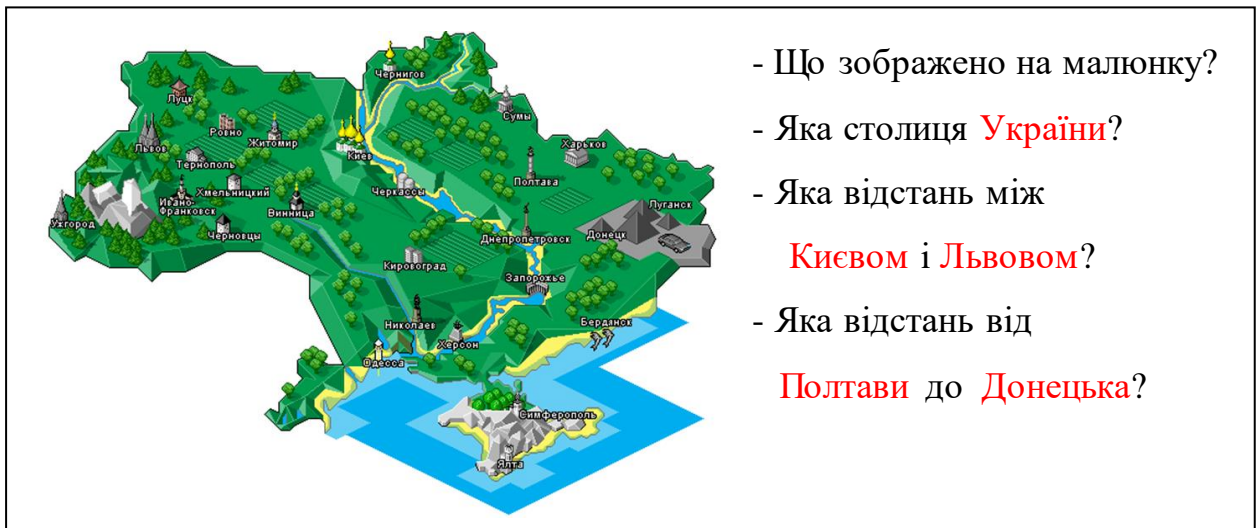 Чернигов
Сумы
Луцк
Ровно
Житомир
Киев
Харьков
Львов
Тернополь
Полтава
Черкассы
Хмельницкий
Ивано-
Франковск
Винница
Луганск
Ужгород
Черновцы
Днепропетровск
Донецк
Кировоград
Запорожье
Николаев
Бердянск
Херсон
Одесса
Симферополь
Ялта
- Що зображено на малюнку?
- Яка столиця України?
- Яка відстань між
Києвом і Львовом?
- Яка відстань від
Полтави до Донецька?